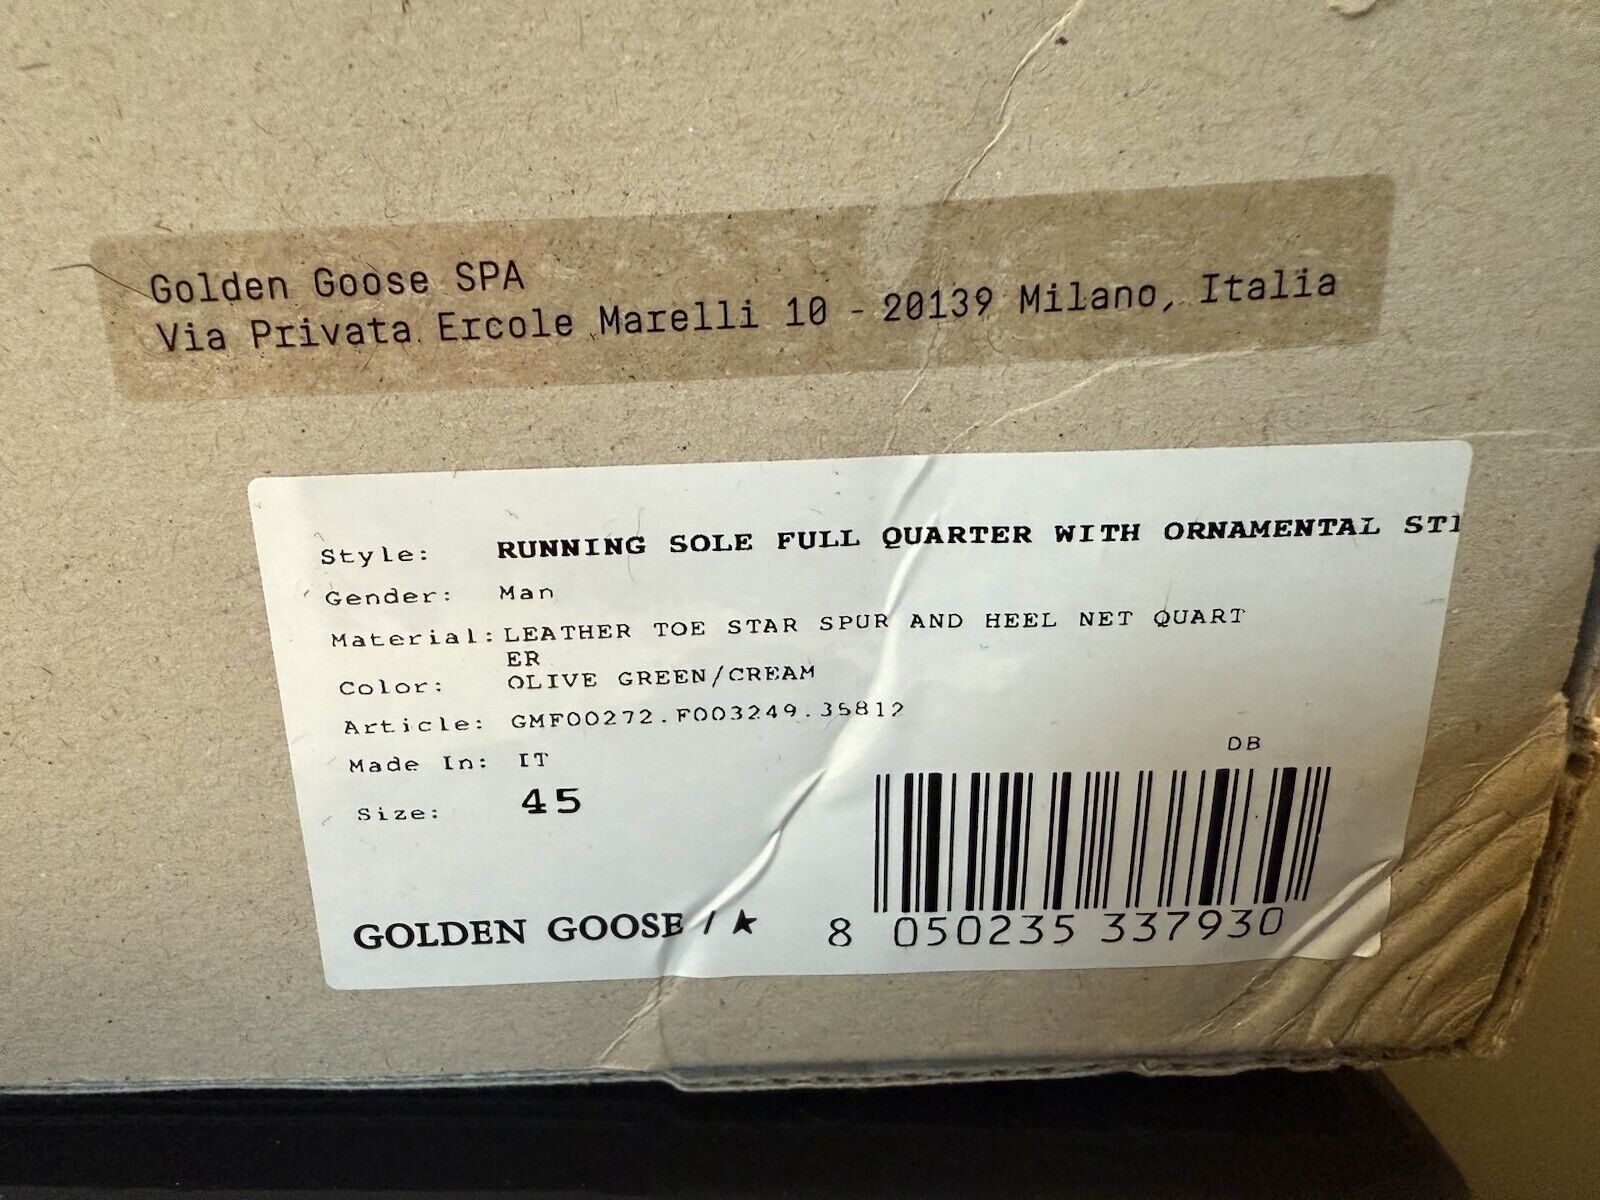 Golden Goose SPA
Via Privata Ercole Marelli 10 - 20139 Milano, Italia
Style: RUNNING SOLE FULL QUARTER WITH ORNAMENTAL ST
Gender: Man
Material: LEATHER TOE STAR SPUR AND HEEL NET QUART
ER
Color: OLIVE GREEN/CREAM
Article: GMF00272.F003249.35812
Made In: IT
DB
Size: 45
GOLDEN GOOSE / ★
8 050235 337930